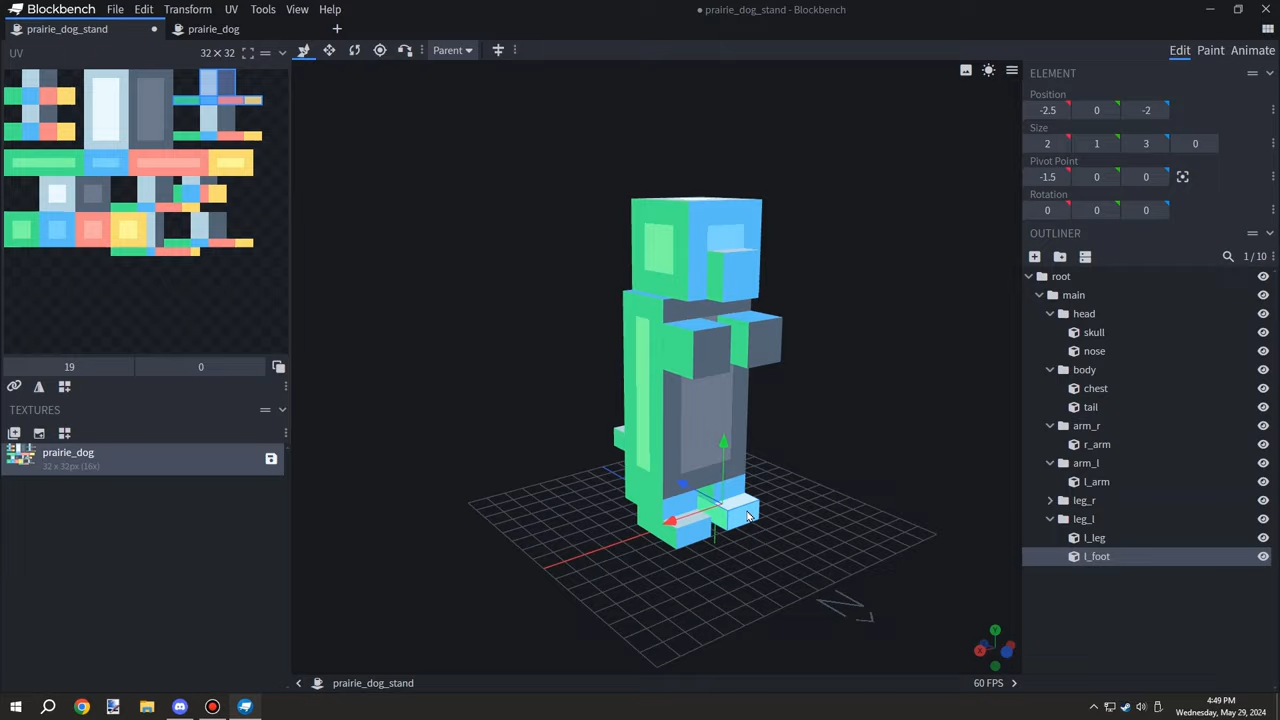 Blockbench File Edit Transform UV Tools View Help
prairie_dog_stand - Blockbench
prairie_dog_stand
prairie_dog
UV
32 × 32
Parent
Edit Paint Animate
ELEMENT
Position
-2.5 0 -2
Size
2 1 3 0
Pivot Point
-1.5 0 0
Rotation
0 0 0
OUTLINER
1/10
root
main
head
skull
nose
body
chest
tail
arm_r
r_arm
arm_l
l_arm
leg_r
leg_l
l_leg
l_foot
19 0
TEXTURES
prairie_dog
32 x 32px (16x)
N
X
Y
Z
prairie_dog_stand
60 FPS
4:49 PM
Wednesday, May 29, 2024